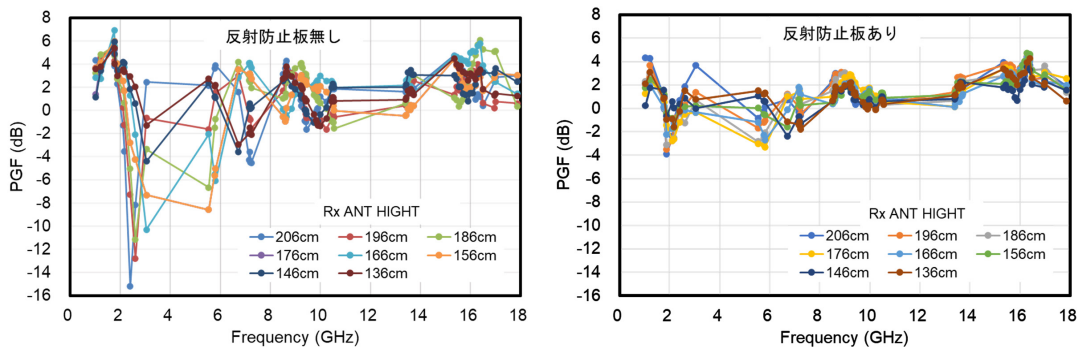 反射防止板無し
PGF (dB)
8
6
4
2
0
-2
-4
-6
-8
-10
-12
-14
-16
Rx ANT HIGHT
206cm 196cm 186cm
176cm 166cm 156cm
146cm 136cm
0 2 4 6 8 10 12 14 16 18
Frequency (GHz)
反射防止板あり
PGF (dB)
8
6
4
2
0
-2
-4
-6
-8
-10
-12
-14
-16
Rx ANT HIGHT
206cm 196cm 186cm
176cm 166cm 156cm
146cm 136cm
0 2 4 6 8 10 12 14 16 18
Frequency (GHz)